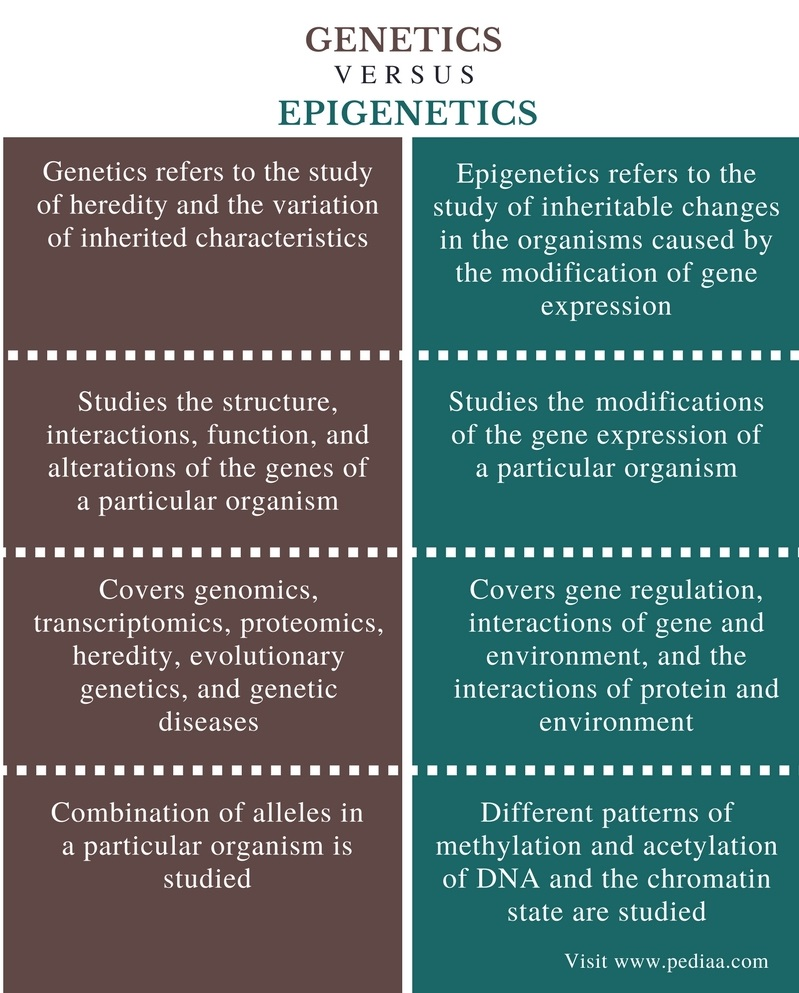 GENETICS
VERSUS
EPIGENETICS
Genetics refers to the study
of heredity and the variation
of inherited characteristics
Epigenetics refers to the
study of inheritable changes
in the organisms caused by
the modification of gene
expression
Studies the structure,
interactions, function, and
alterations of the genes of
a particular organism
Studies the modifications
of the gene expression of
a particular organism
Covers genomics,
transcriptomics, proteomics,
heredity, evolutionary
genetics, and genetic
diseases
Covers gene regulation,
interactions of gene and
environment, and the
interactions of protein and
environment
Combination of alleles in
a particular organism is
studied
Different patterns of
methylation and acetylation
of DNA and the chromatin
state are studied
Visit www.pediaa.com